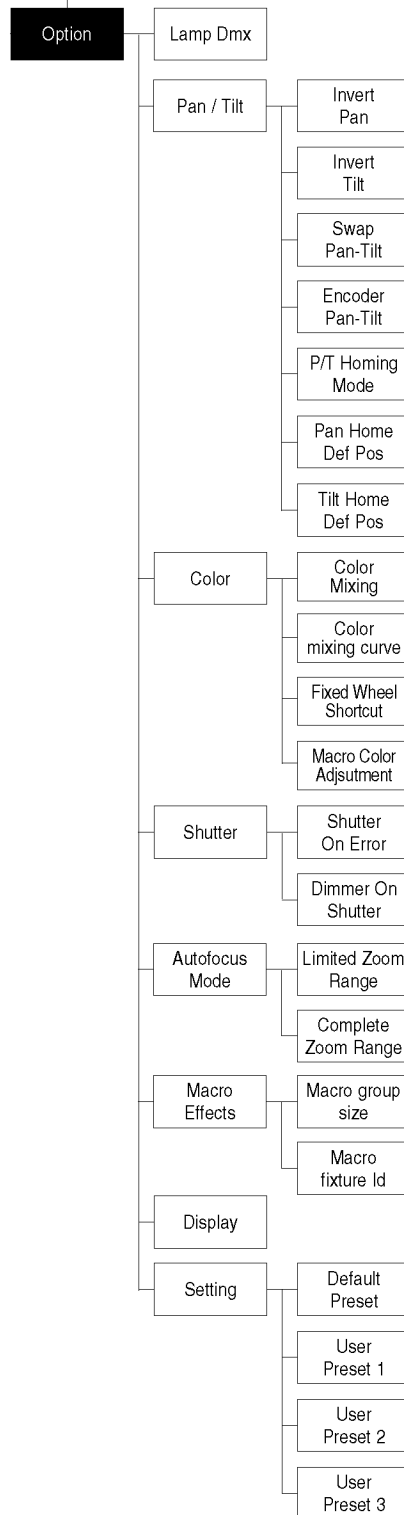 Option
Lamp Dmx
Pan / Tilt
Invert
Pan
Invert
Tilt
Swap
Pan-Tilt
Encoder
Pan-Tilt
P/T Homing
Mode
Pan Home
Def Pos
Tilt Home
Def Pos
Color
Color
Mixing
Color
mixing curve
Fixed Wheel
Shortcut
Macro Color
Adjsutment
Shutter
Shutter
On Error
Dimmer On
Shutter
Autofocus
Mode
Limited Zoom
Range
Complete
Zoom Range
Macro
Effects
Macro group
size
Macro
fixture Id
Display
Setting
Default
Preset
User
Preset 1
User
Preset 2
User
Preset 3